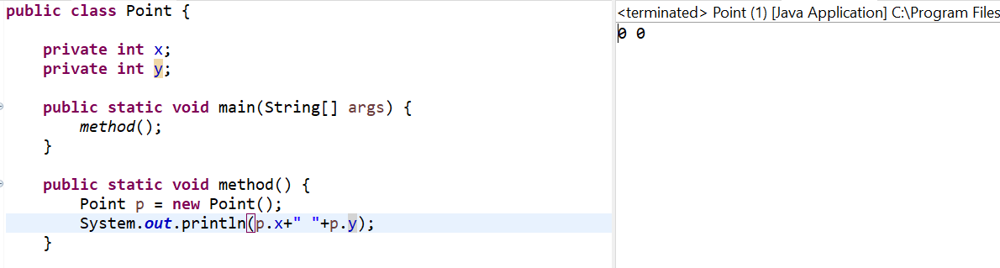 public class Point {
private int x;
private int y;
public static void main(String[] args) {
method();
}
public static void method() {
Point p = new Point();
System.out.println(p.x+" "+p.y);
}
<terminated> Point (1) [Java Application] C:\Program Files
0 0